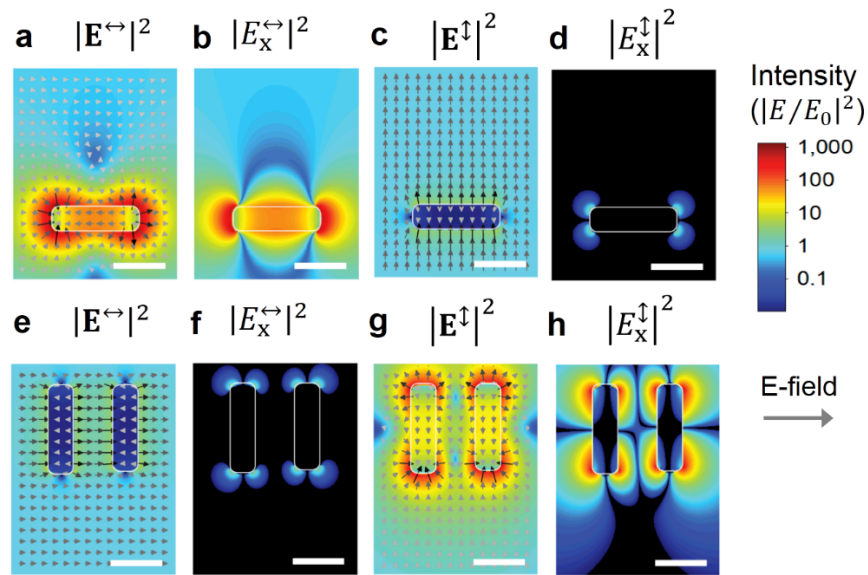 a |𝐄^↔|² b |Eₓ^↔|² c |𝐄^↕|² d |Eₓ^↕|²
Intensity
(|E/E₀|²)
1,000
100
10
1
0.1
e |𝐄^↔|² f |Eₓ^↔|² g |𝐄^↕|² h |Eₓ^↕|²
E-field